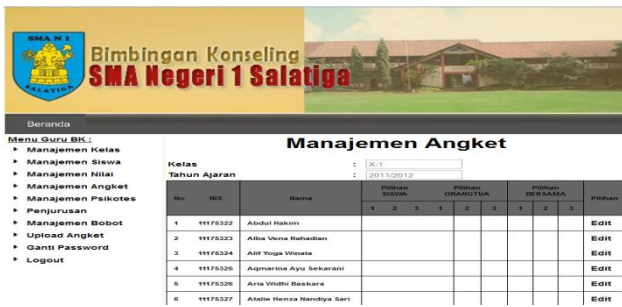 SMA N 1
SALATIGA
Bimbingan Konseling
SMA Negeri 1 Salatiga
Beranda
Menu Guru BK :
Manajemen Kelas
Manajemen Siswa
Manajemen Nilai
Manajemen Angket
Manajemen Psikotes
Penjurusan
Manajemen Bobot
Upload Angket
Ganti Password
Logout
Manajemen Angket
Kelas : X-1
Tahun Ajaran : 2011/2012
No NIS Nama Pilihan SISWA Pilihan ORANGTUA Pilihan BERSAMA Pilihan
1 2 3 1 2 3 1 2 3
1 11175322 Abdul Hakim Edit
2 11175323 Alba Vena Rahadian Edit
3 11175324 Alif Yoga Winata Edit
4 11175325 Aqmarina Ayu Sekarani Edit
5 11175326 Aria Widhi Baskara Edit
6 11175327 Atalie Henza Nandiya Sari Edit